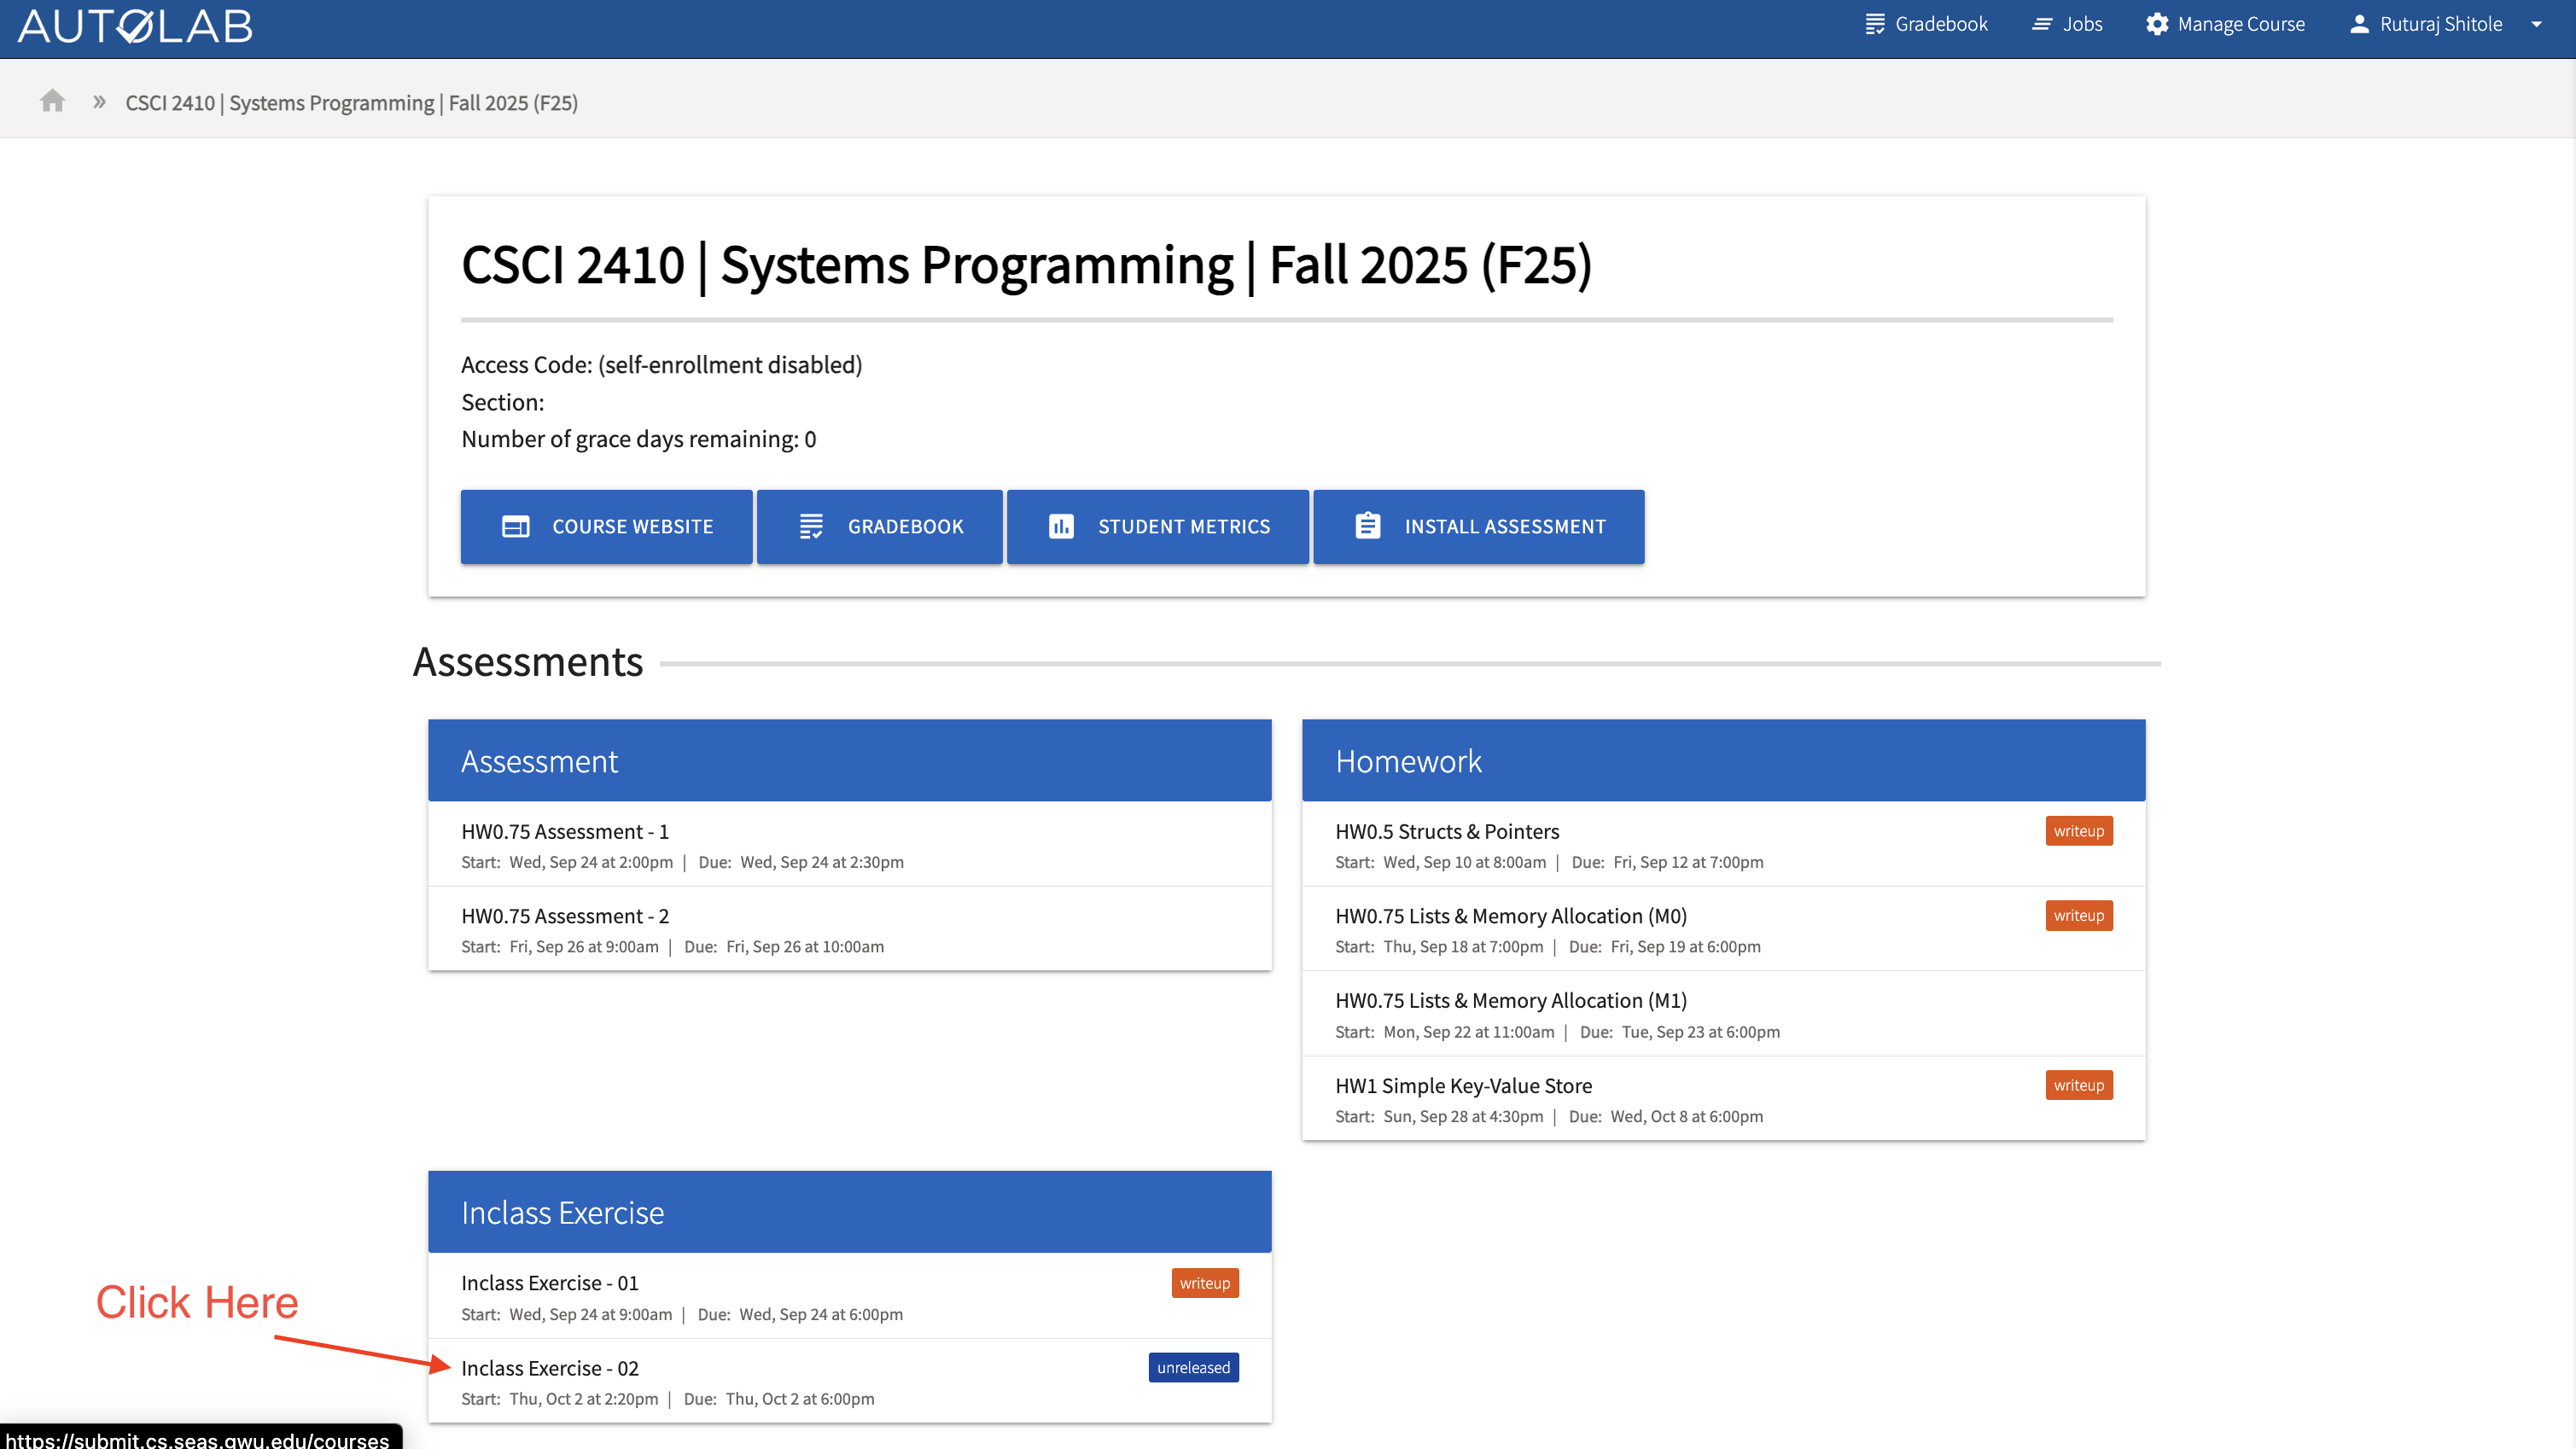 AUTOLAB
Gradebook
Jobs
Manage Course
Ruturaj Shitole
» CSCI 2410 | Systems Programming | Fall 2025 (F25)
CSCI 2410 | Systems Programming | Fall 2025 (F25)
Access Code: (self-enrollment disabled)
Section:
Number of grace days remaining: 0
COURSE WEBSITE
GRADEBOOK
STUDENT METRICS
INSTALL ASSESSMENT
Assessments
Assessment
HW0.75 Assessment - 1
Start: Wed, Sep 24 at 2:00pm | Due: Wed, Sep 24 at 2:30pm
HW0.75 Assessment - 2
Start: Fri, Sep 26 at 9:00am | Due: Fri, Sep 26 at 10:00am
Homework
HW0.5 Structs & Pointers
writeup
Start: Wed, Sep 10 at 8:00am | Due: Fri, Sep 12 at 7:00pm
HW0.75 Lists & Memory Allocation (M0)
writeup
Start: Thu, Sep 18 at 7:00pm | Due: Fri, Sep 19 at 6:00pm
HW0.75 Lists & Memory Allocation (M1)
Start: Mon, Sep 22 at 11:00am | Due: Tue, Sep 23 at 6:00pm
HW1 Simple Key-Value Store
writeup
Start: Sun, Sep 28 at 4:30pm | Due: Wed, Oct 8 at 6:00pm
Inclass Exercise
Inclass Exercise - 01
writeup
Start: Wed, Sep 24 at 9:00am | Due: Wed, Sep 24 at 6:00pm
Click Here
Inclass Exercise - 02
unreleased
Start: Thu, Oct 2 at 2:20pm | Due: Thu, Oct 2 at 6:00pm
https://submit.cs.seas.gwu.edu/courses